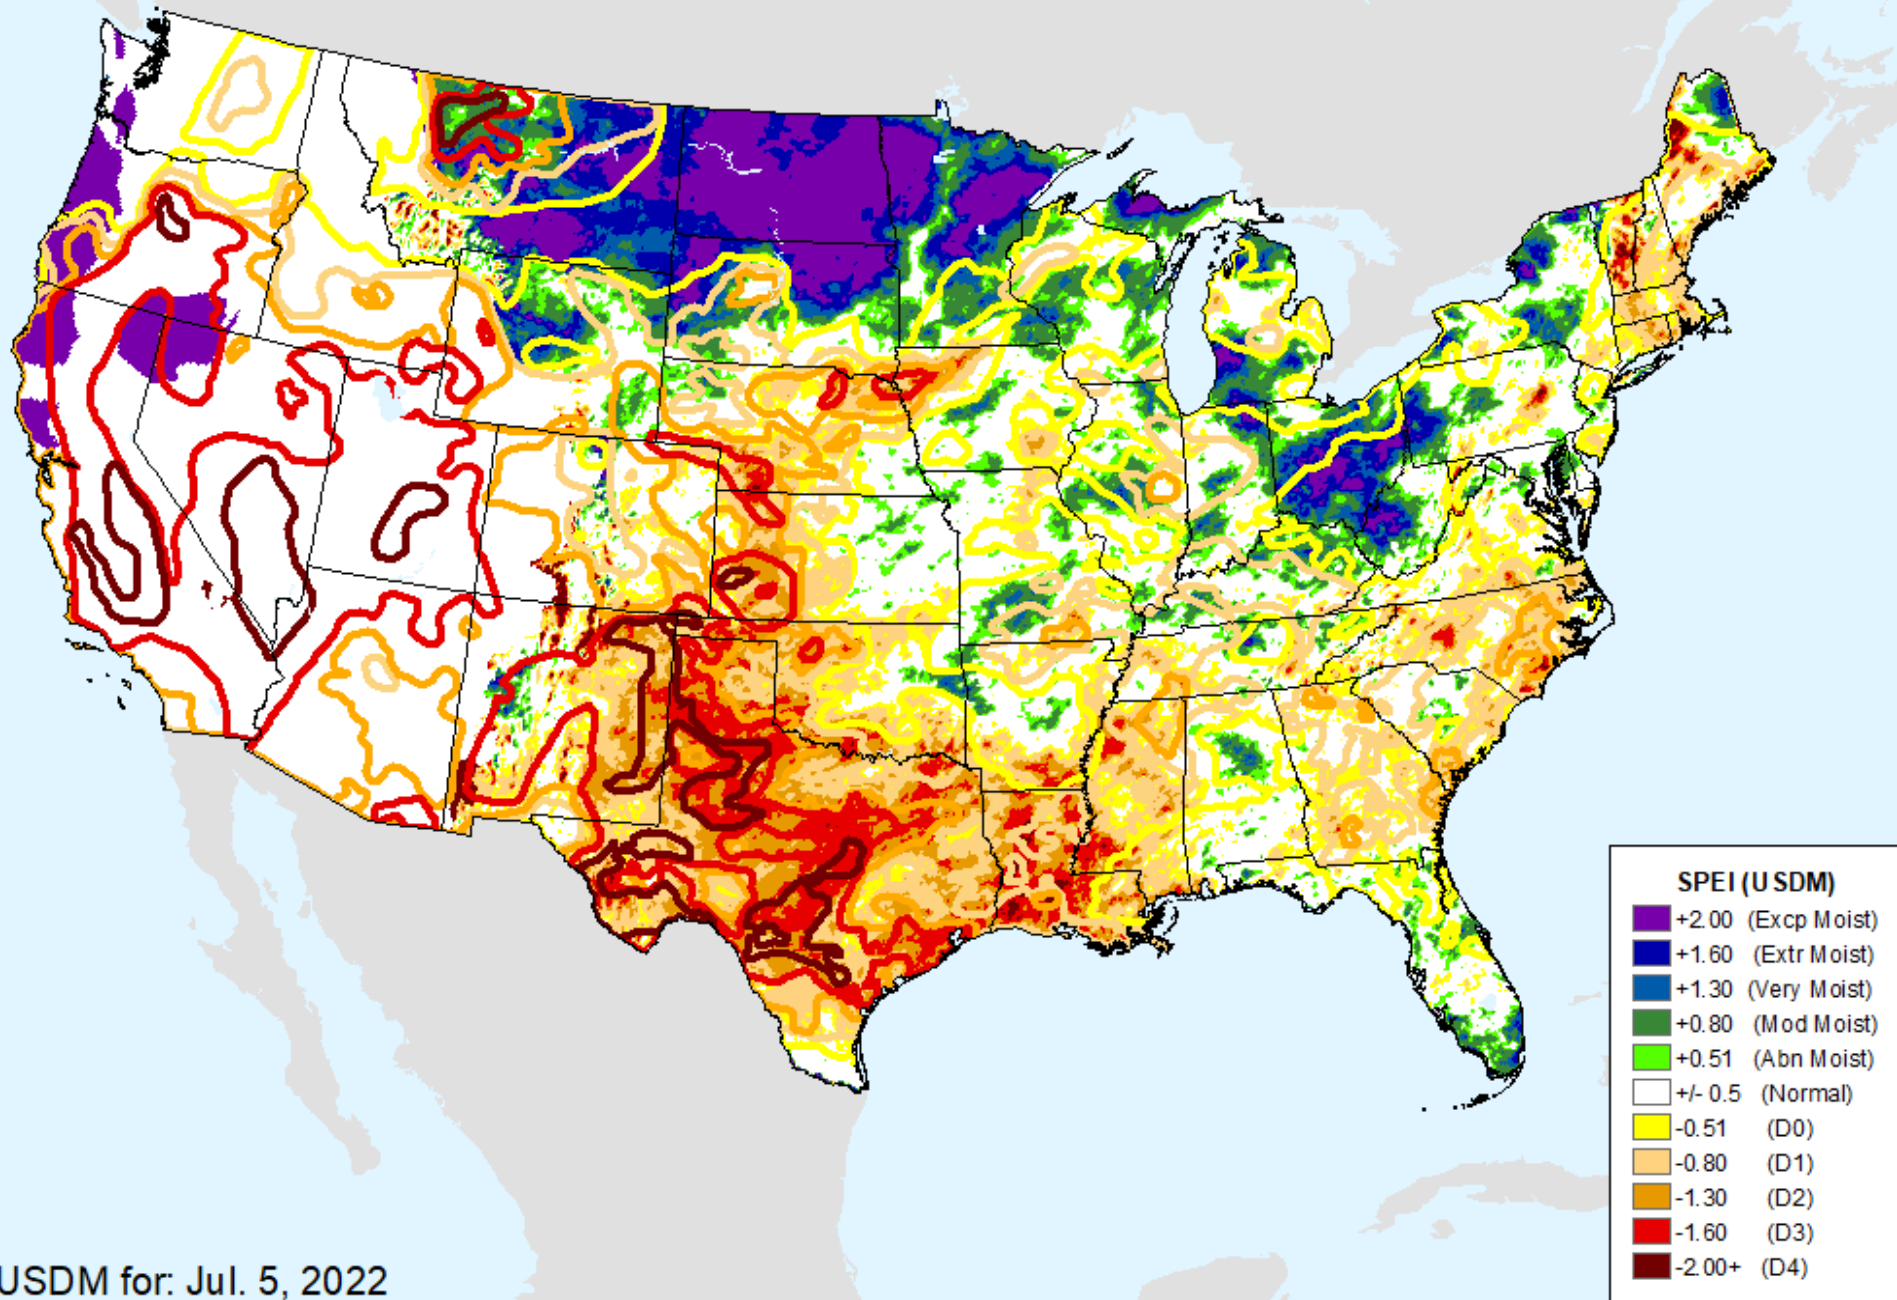 SPEI (USDM)
+2.00 (Excp Moist)
+1.60 (Extr Moist)
+1.30 (Very Moist)
+0.80 (Mod Moist)
+0.51 (Abn Moist)
+/- 0.5 (Normal)
-0.51 (D0)
-0.80 (D1)
-1.30 (D2)
-1.60 (D3)
-2.00+ (D4)
USDM for: Jul. 5, 2022